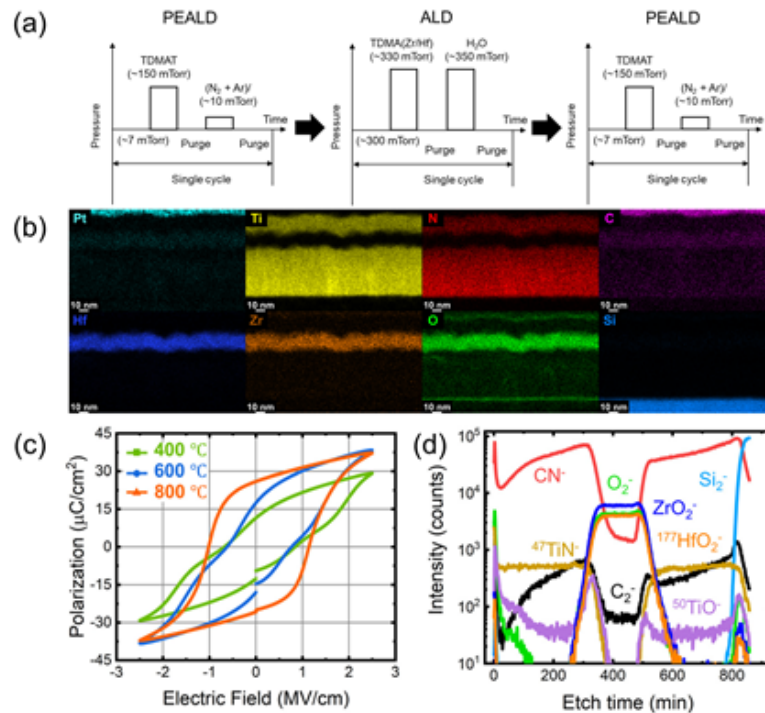 (a)
PEALD
ALD
PEALD
TDMAT
(~150 mTorr)
(N₂ + Ar)/
(~10 mTorr)
Time
(~7 mTorr)
Purge
Purge
Single cycle
Pressure
TDMA(Zr/Hf)
(~330 mTorr)
H₂O
(~350 mTorr)
Time
(~300 mTorr)
Purge
Purge
Single cycle
Pressure
TDMAT
(~150 mTorr)
(N₂ + Ar)/
(~10 mTorr)
Time
(~7 mTorr)
Purge
Purge
Single cycle
Pressure
(b)
Pt
Ti
N
C
10 nm
10 nm
10 nm
10 nm
Hf
Zr
O
Si
10 nm
10 nm
10 nm
10 nm
(c)
45
30
15
0
-15
-30
-45
400 °C
600 °C
800 °C
Polarization (μC/cm²)
-3 -2 -1 0 1 2 3
Electric Field (MV/cm)
(d)
10⁵
10⁴
10³
10²
10¹
CN⁻
O₂⁻
Si₂⁻
ZrO₂⁻
¹⁷⁷HfO₂⁻
⁴⁷TiN⁻
C₂⁻
⁵⁰TiO⁻
Intensity (counts)
0 200 400 600 800
Etch time (min)